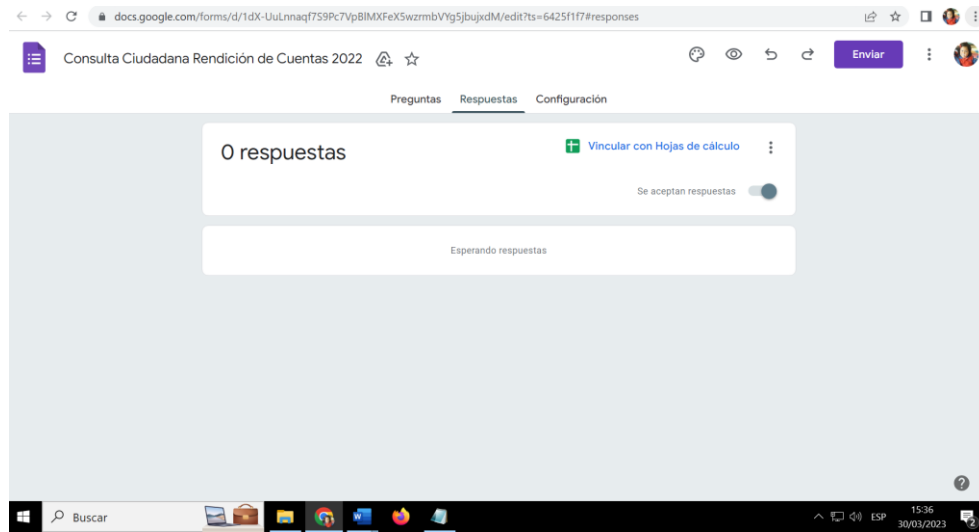 docs.google.com/forms/d/1dX-UuLnnaqf7S9Pc7VpBlMXFeX5wzrmbVYg5jbujxdM/edit?ts=6425f1f7#responses
Consulta Ciudadana Rendición de Cuentas 2022
Enviar
Preguntas Respuestas Configuración
0 respuestas
Vincular con Hojas de cálculo
Se aceptan respuestas
Esperando respuestas
Buscar
ESP
15:36
30/03/2023